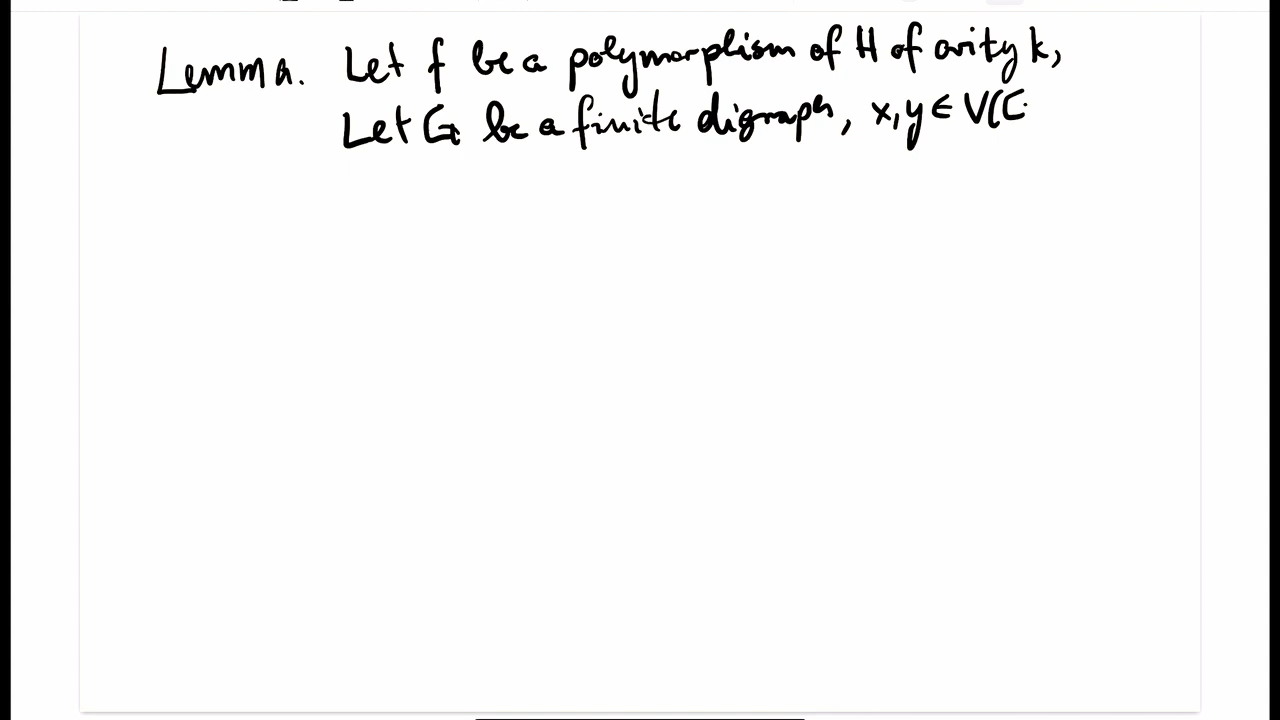 Lemma. Let f be a polymorphism of H of arity k,
Let G be a finite digraph, x,y ∈ V(G